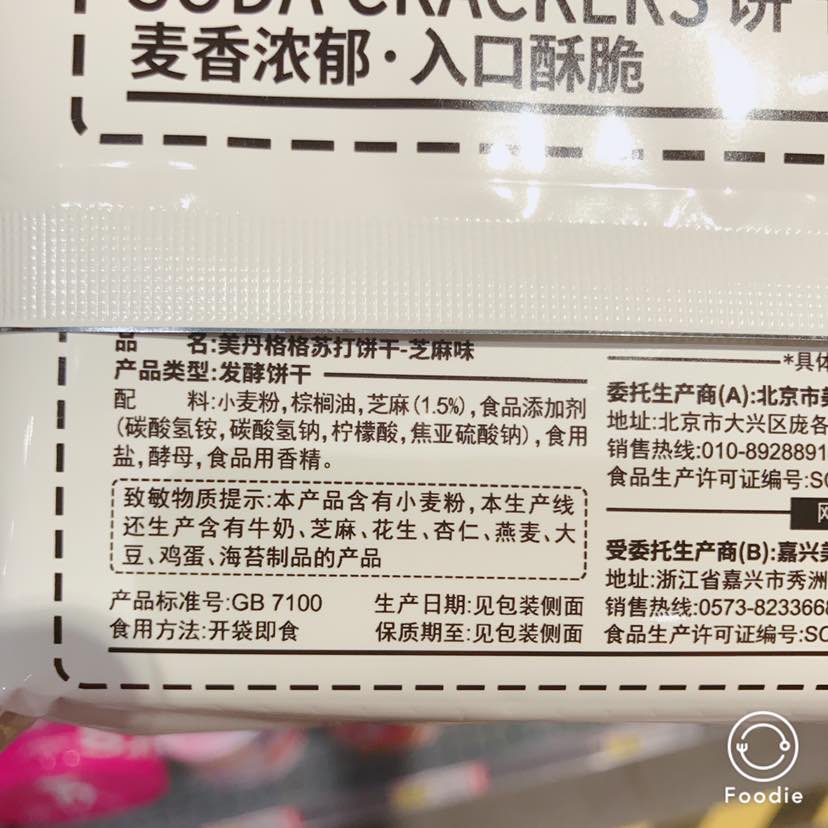 SODA CRACKERS 饼
麦香浓郁·入口酥脆
品 名:美丹格格苏打饼干-芝麻味
产品类型:发酵饼干
配 料:小麦粉,棕榈油,芝麻(1.5%),食品添加剂
(碳酸氢铵,碳酸氢钠,柠檬酸,焦亚硫酸钠),食用
盐,酵母,食品用香精。
致敏物质提示:本产品含有小麦粉,本生产线
还生产含有牛奶、芝麻、花生、杏仁、燕麦、大
豆、鸡蛋、海苔制品的产品
产品标准号:GB 7100 生产日期:见包装侧面
食用方法:开袋即食 保质期至:见包装侧面
*具体
委托生产商(A):北京市美
地址:北京市大兴区庞各
销售热线:010-8928891
食品生产许可证编号:SC
受委托生产商(B):嘉兴美
地址:浙江省嘉兴市秀洲
销售热线:0573-8233668
食品生产许可证编号:SC
Foodie